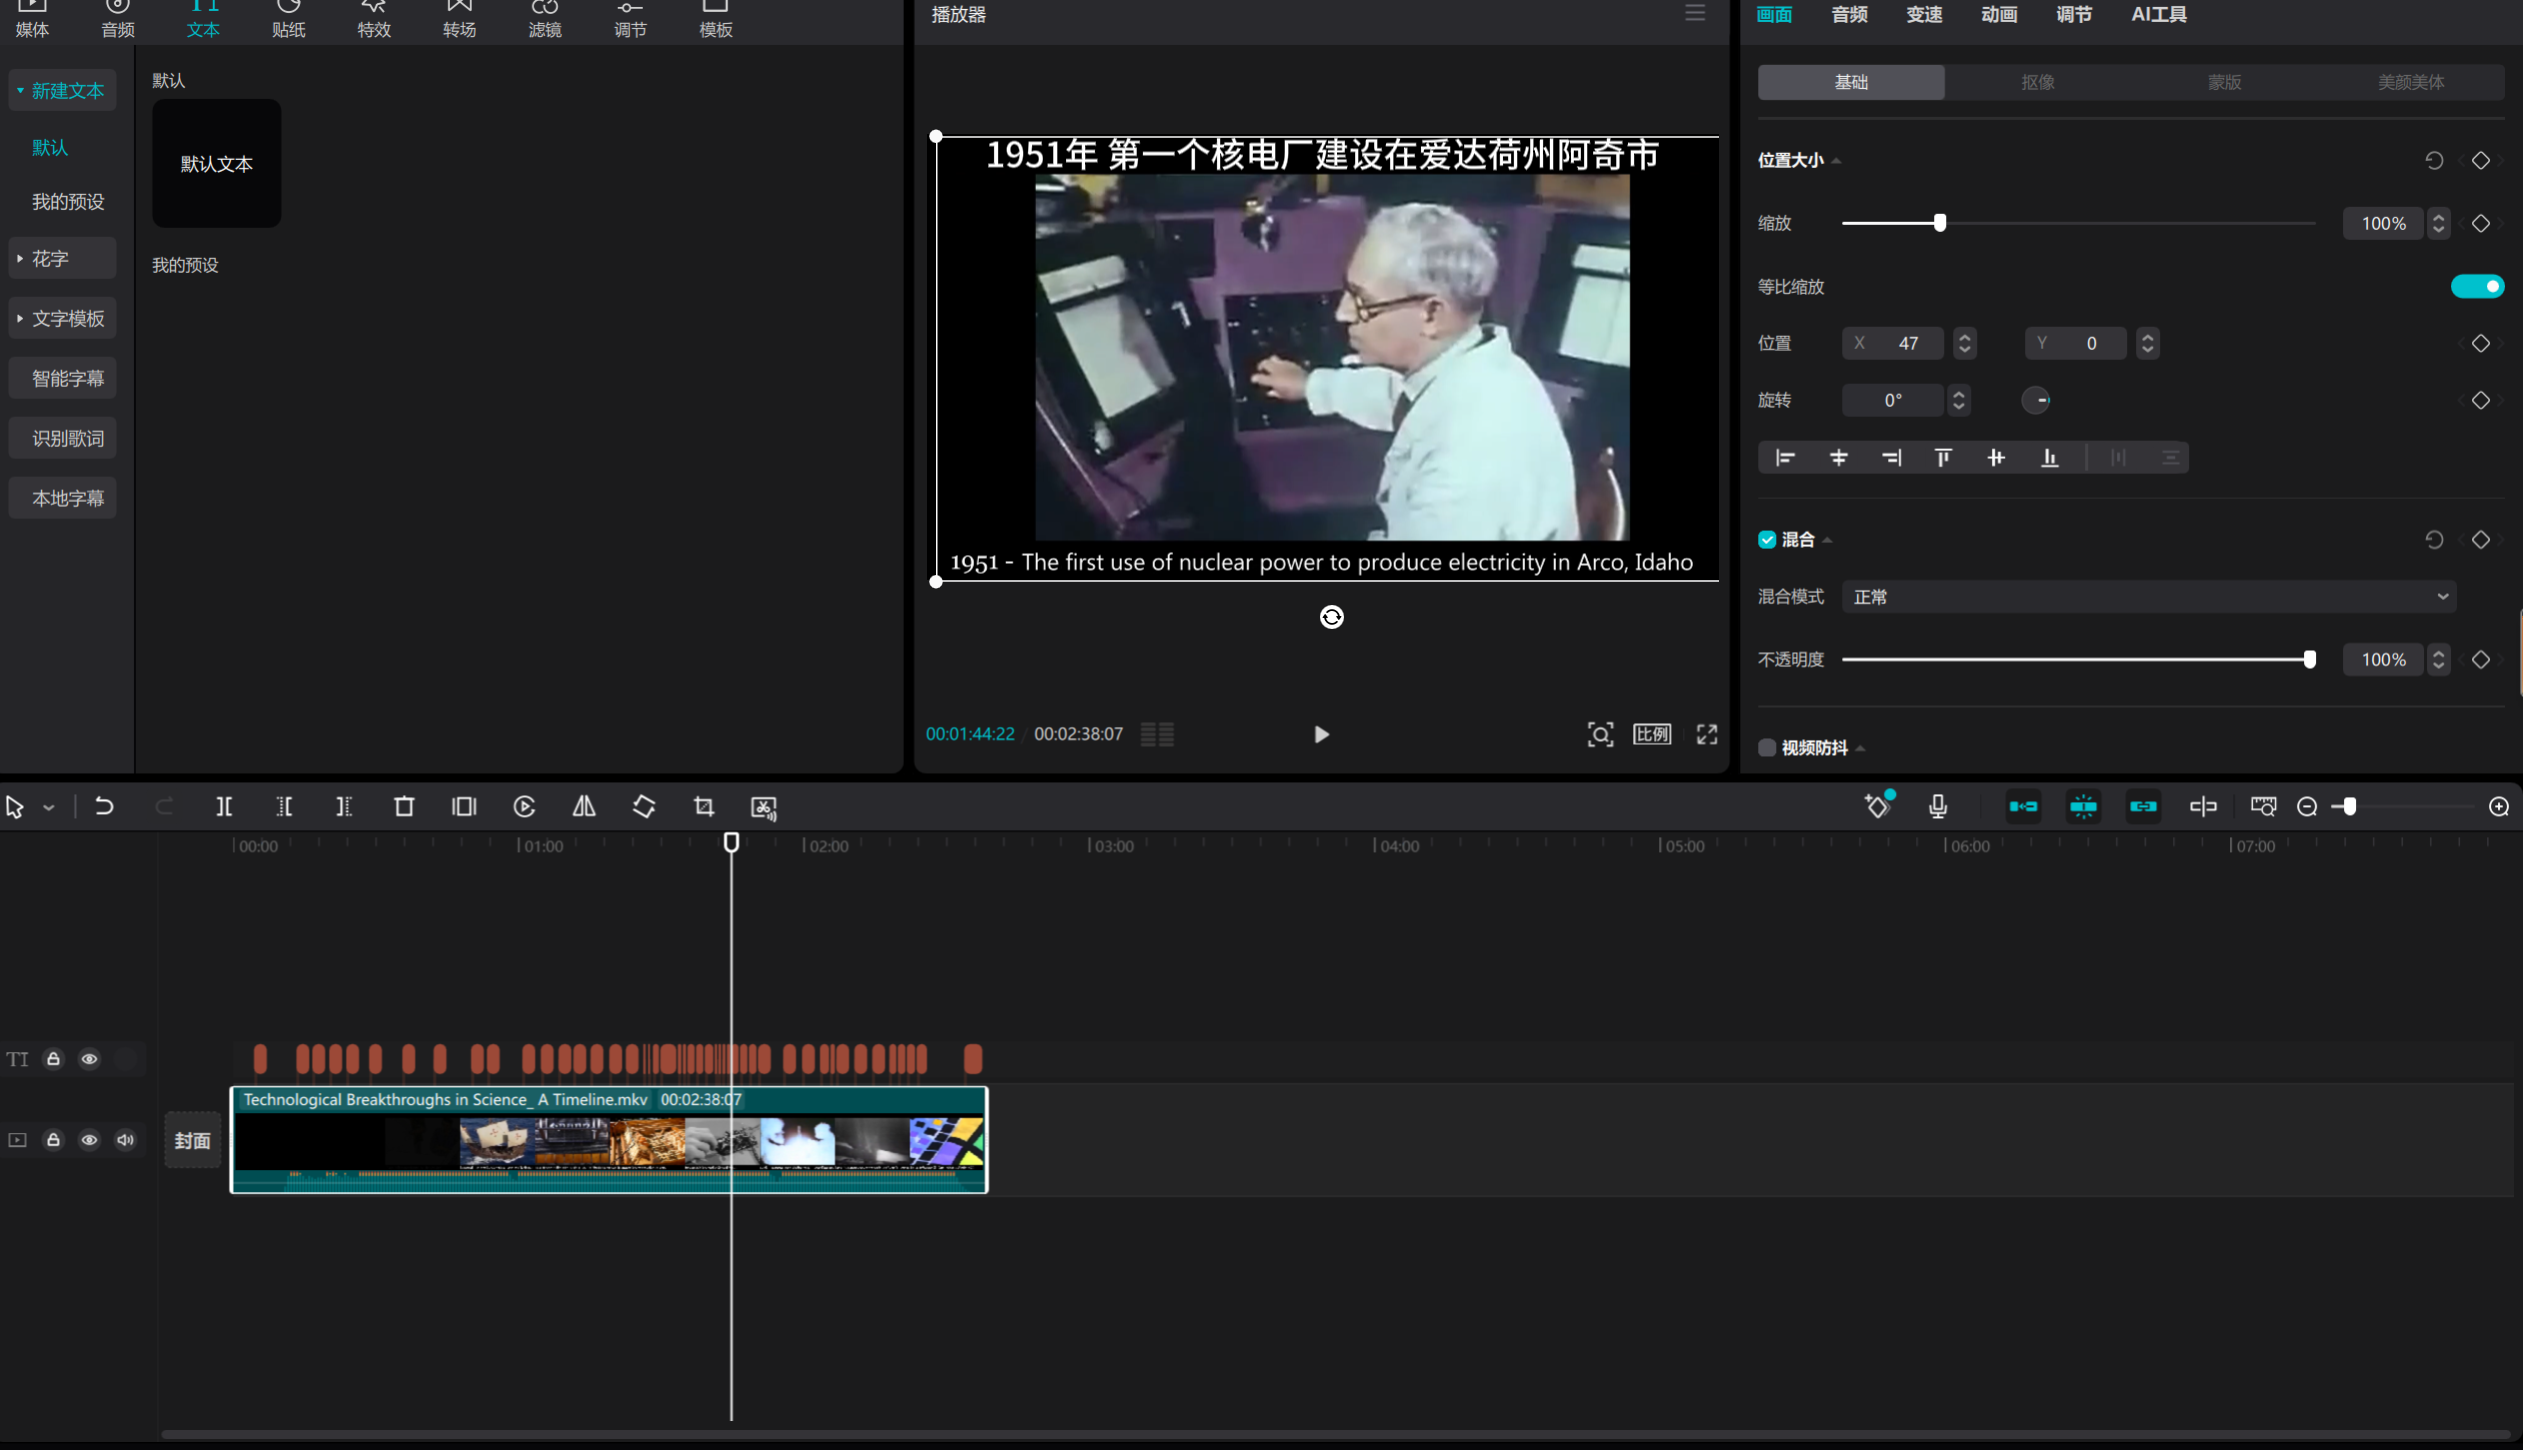 媒体
音频
文本
贴纸
特效
转场
滤镜
调节
模板
新建文本
默认
我的预设
花字
文字模板
智能字幕
识别歌词
本地字幕
默认
默认文本
我的预设
播放器
1951年 第一个核电厂建设在爱达荷州阿奇市
1951 - The first use of nuclear power to produce electricity in Arco, Idaho
00:01:44:22 / 00:02:38:07
比例
画面 音频 变速 动画 调节 AI工具
基础 抠像 蒙版 美颜美体
位置大小
缩放 100%
等比缩放
位置 X 47 Y 0
旋转 0°
混合
混合模式 正常
不透明度 100%
视频防抖
00:00 01:00 02:00 03:00 04:00 05:00 06:00 07:00
TI
封面
Technological Breakthroughs in Science_ A Timeline.mkv 00:02:38:07